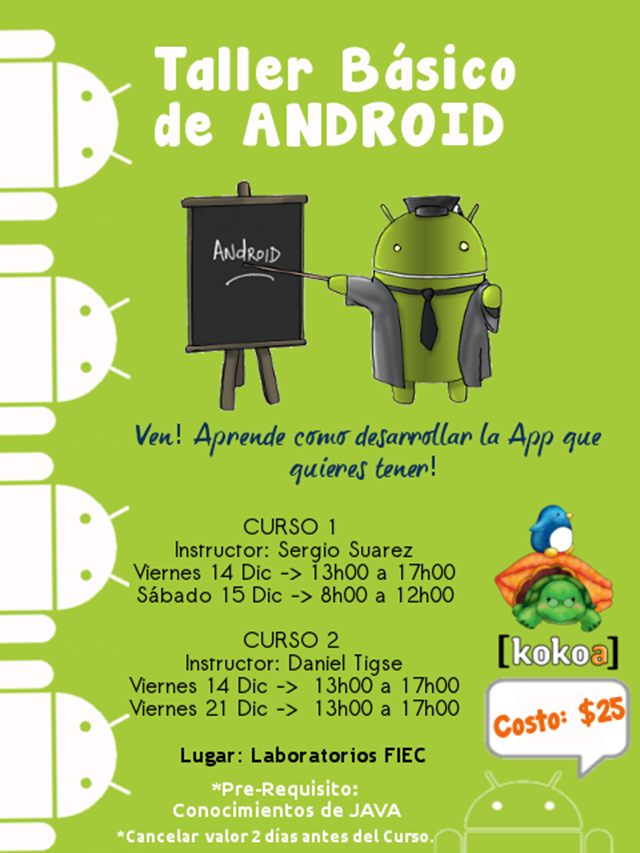 Taller Básico
de ANDROID
ANDROID
Ven! Aprende como desarrollar la App que
quieres tener!
CURSO 1
Instructor: Sergio Suarez
Viernes 14 Dic -> 13h00 a 17h00
Sábado 15 Dic -> 8h00 a 12h00
CURSO 2
Instructor: Daniel Tigse
Viernes 14 Dic -> 13h00 a 17h00
Viernes 21 Dic -> 13h00 a 17h00
[kokoa]
Costo: $25
Lugar: Laboratorios FIEC
*Pre-Requisito:
Conocimientos de JAVA
*Cancelar valor 2 días antes del Curso.